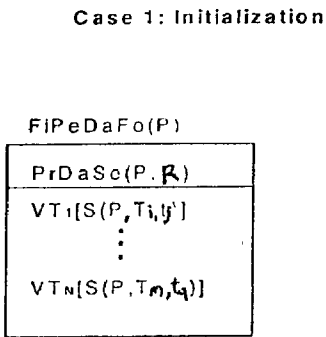 Case 1: Initialization
FiPeDaFo(P)
PrDaSc(P,R)
VT1[S(P,Ti,tj)]
⋮
VTN[S(P,Tm,tq)]